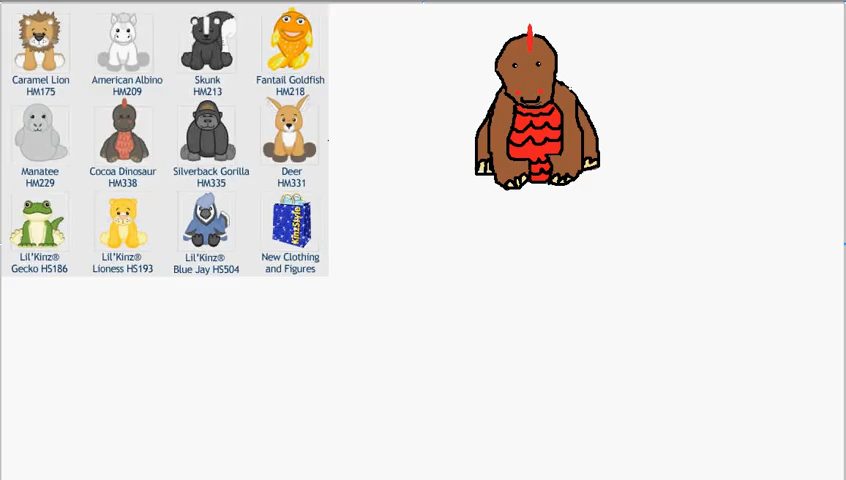 Caramel Lion American Albino Skunk Fantail Goldfish
HM175 HM209 HM213 HM218
Manatee Cocoa Dinosaur Silverback Gorilla Deer
HM229 HM338 HM335 HM331
KinzStyle
Lil'Kinz® Lil'Kinz® Lil'Kinz® New Clothing
Gecko HS186 Lioness HS193 Blue Jay HS504 and Figures